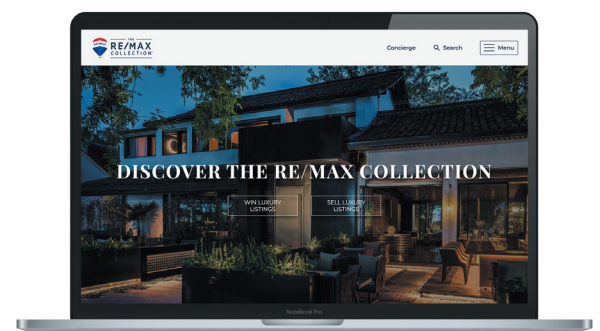 THE
RE/MAX
COLLECTION
Concierge
Search
Menu
DISCOVER THE RE/MAX COLLECTION
WIN LUXURY
LISTINGS
SELL LUXURY
LISTINGS
NoteBook Pro